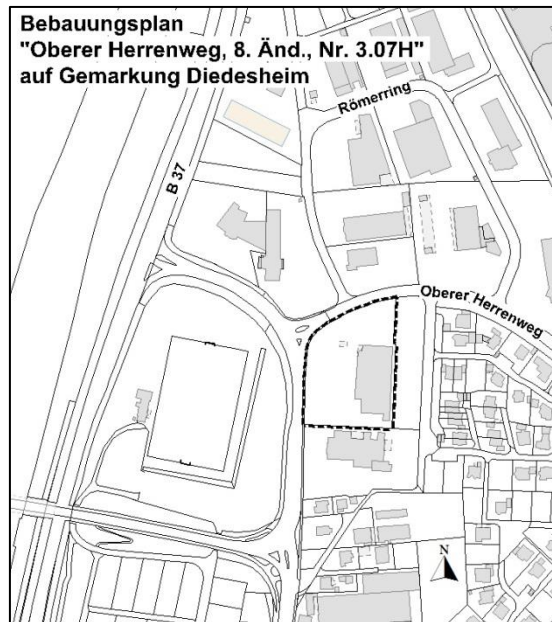 Bebauungsplan
"Oberer Herrenweg, 8. Änd., Nr. 3.07H"
auf Gemarkung Diedesheim
Römerring
B 37
Oberer Herrenweg
N